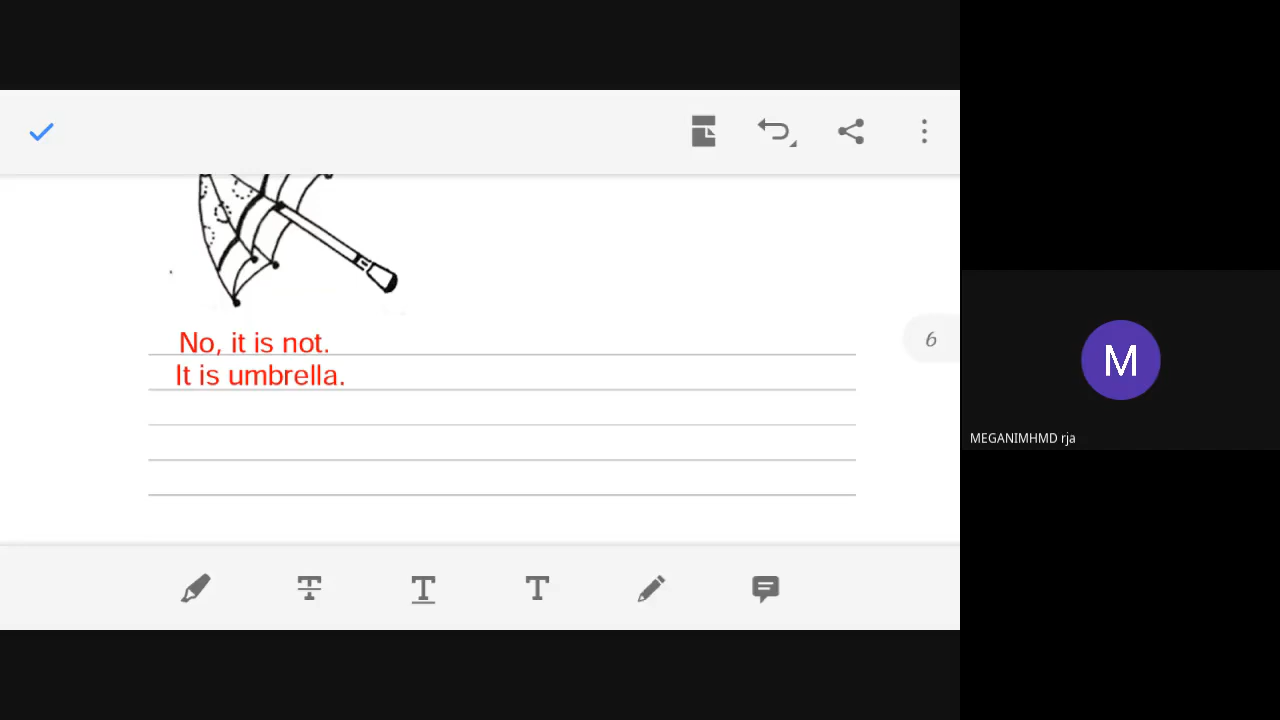 No, it is not.
It is umbrella.
6
M
MEGANIMHMD rja